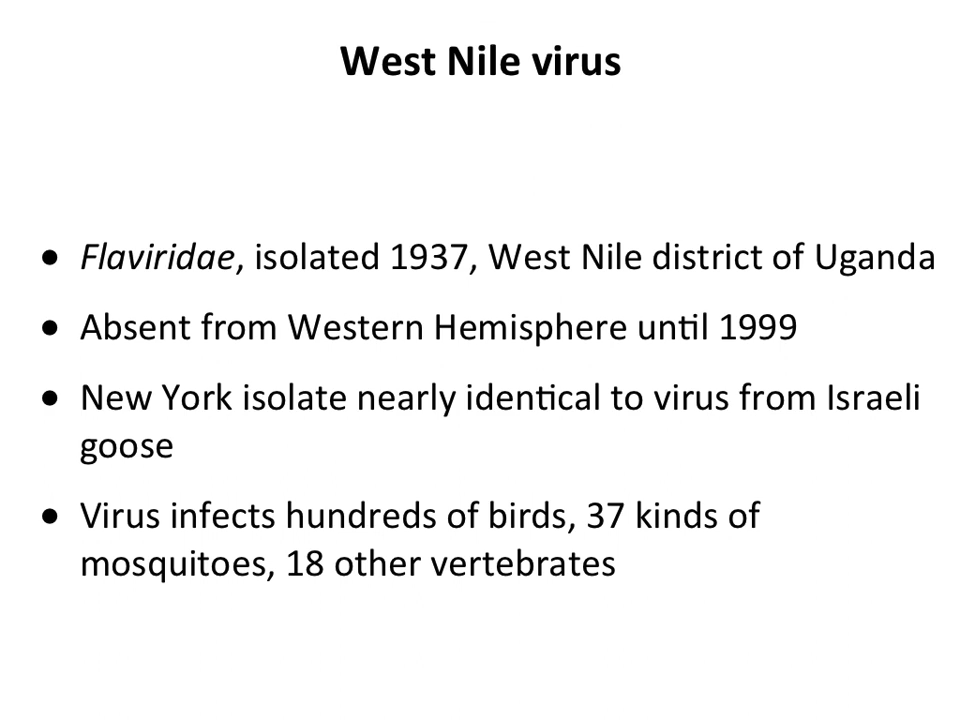 West Nile virus
• Flaviridae, isolated 1937, West Nile district of Uganda
• Absent from Western Hemisphere until 1999
• New York isolate nearly identical to virus from Israeli
goose
• Virus infects hundreds of birds, 37 kinds of
mosquitoes, 18 other vertebrates